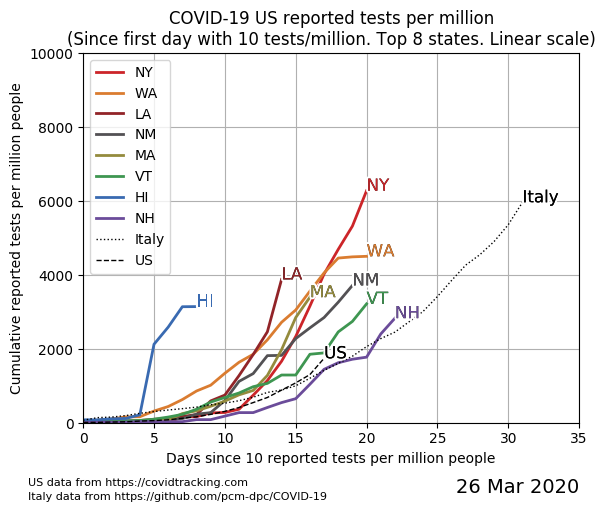 COVID-19 US reported tests per million
(Since first day with 10 tests/million. Top 8 states. Linear scale)
Cumulative reported tests per million people
10000
8000
6000
4000
2000
0
NY
WA
LA
NM
MA
VT
HI
NH
Italy
US
NY
Italy
WA
LA
NM
MA
VT
HI
NH
US
0
5
10
15
20
25
30
35
Days since 10 reported tests per million people
US data from https://covidtracking.com
Italy data from https://github.com/pcm-dpc/COVID-19
26 Mar 2020